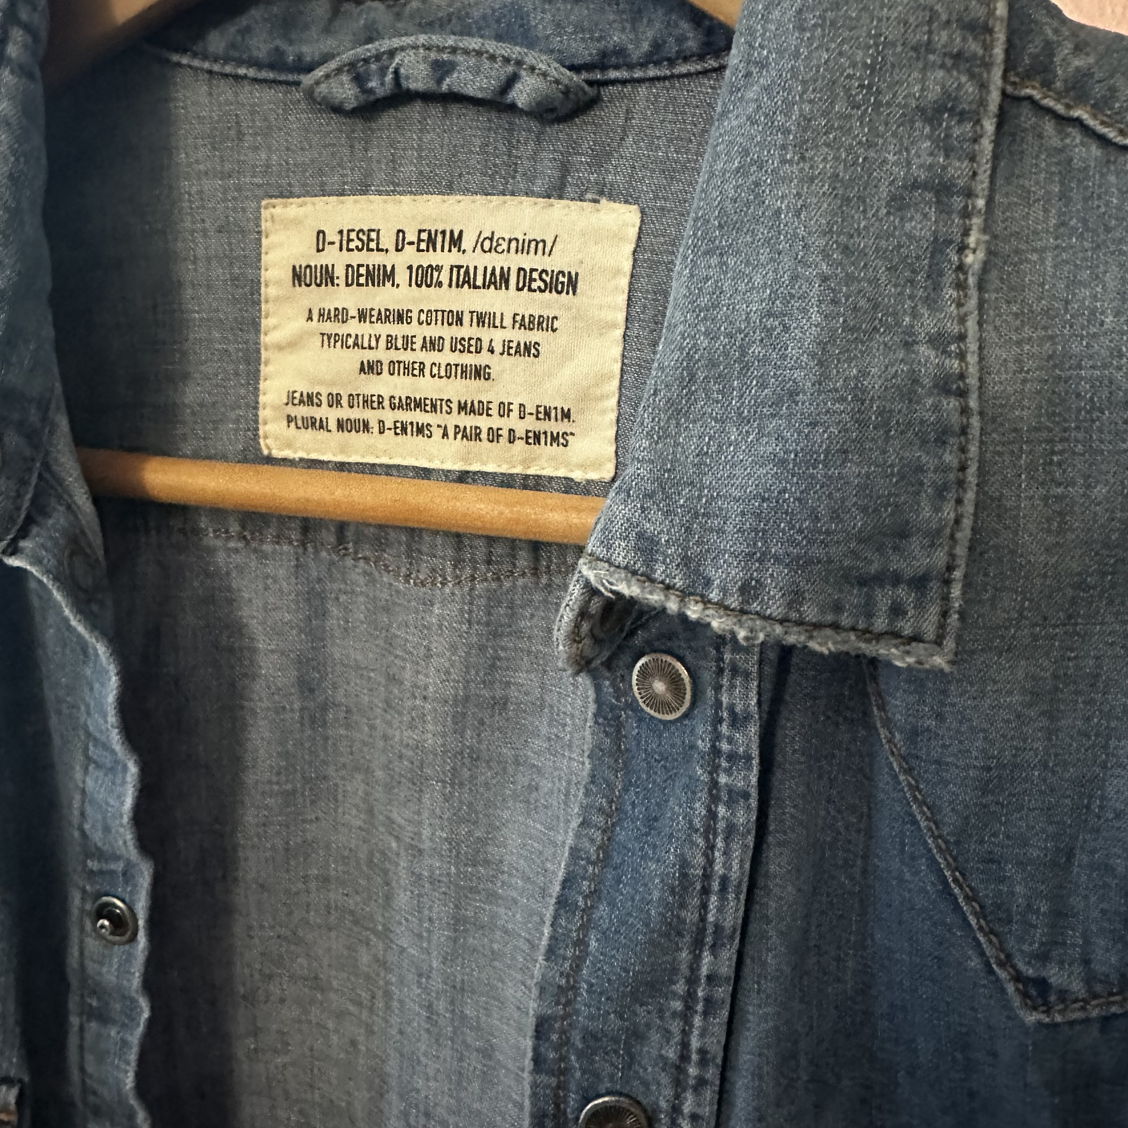 D-1ESEL, D-EN1M, /dɛnim/
NOUN: DENIM, 100% ITALIAN DESIGN
A HARD-WEARING COTTON TWILL FABRIC
TYPICALLY BLUE AND USED 4 JEANS
AND OTHER CLOTHING.
JEANS OR OTHER GARMENTS MADE OF D-EN1M.
PLURAL NOUN: D-EN1MS "A PAIR OF D-EN1MS"